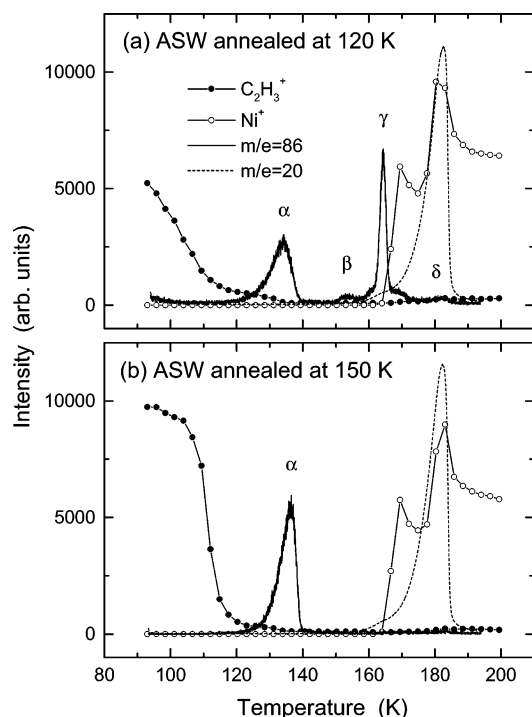 (a) ASW annealed at 120 K
C₂H₃⁺
Ni⁺
m/e=86
m/e=20
α
β
γ
δ
10000
5000
0
(b) ASW annealed at 150 K
α
10000
5000
0
Intensity (arb. units)
80 100 120 140 160 180 200
Temperature (K)